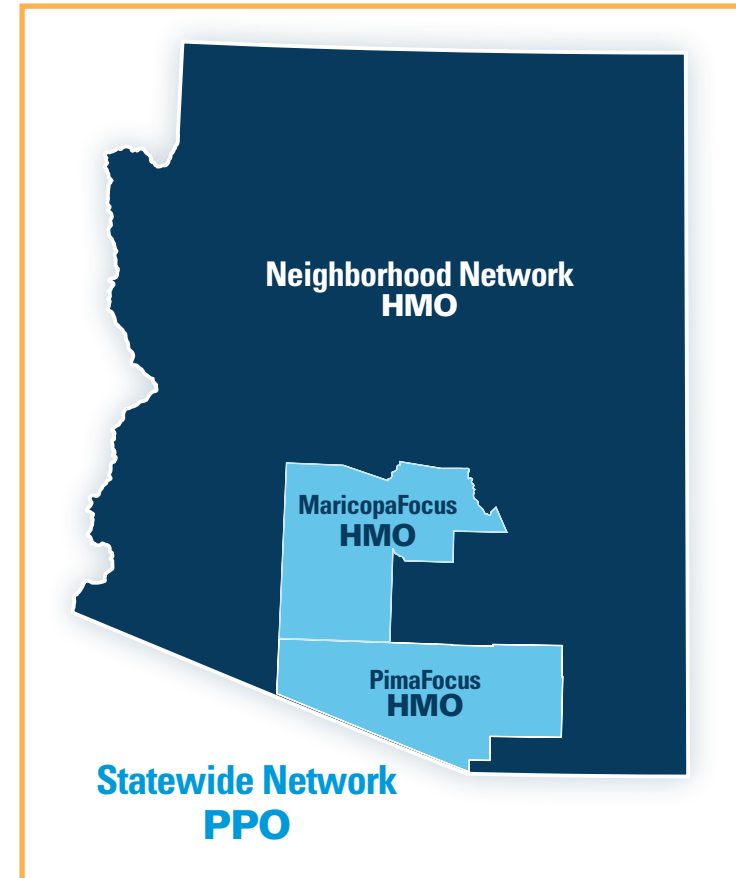 Neighborhood Network
HMO
MaricopaFocus
HMO
PimaFocus
HMO
Statewide Network
PPO